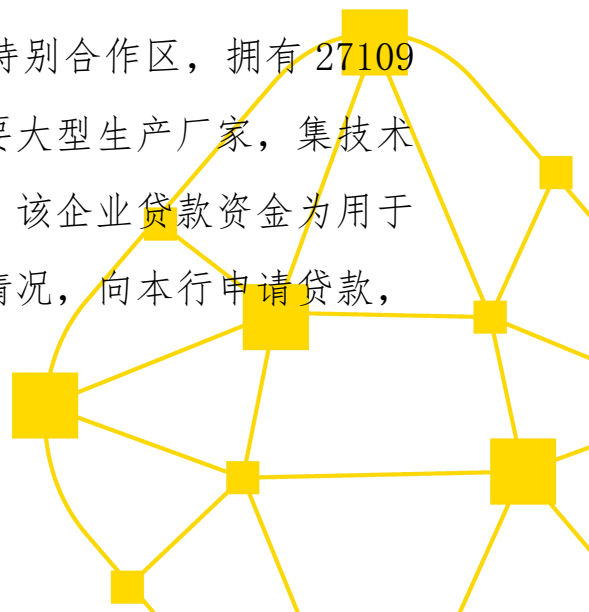 特别合作区，拥有 27109
要大型生产厂家，集技术
该企业贷款资金为用于
情况，向本行申请贷款，